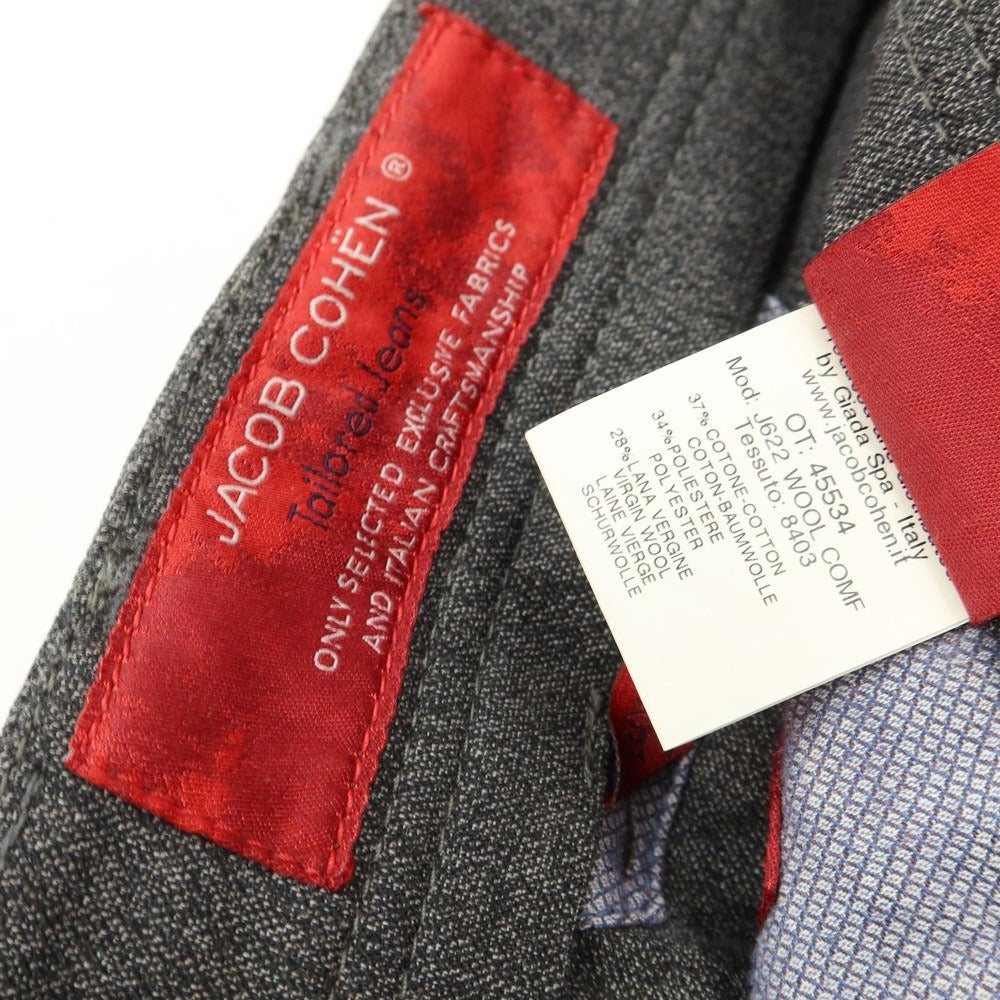 JACOB COHËN ®
Tailored Jeans
ONLY SELECTED EXCLUSIVE FABRICS
AND ITALIAN CRAFTSMANSHIP
by Giada Spa - Italy
www.jacobcohen.it
OT: 45534
Mod: J622 WOOL COMF
Tessuto: 8403
37% COTONE-COTTON
COTON-BAUMWOLLE
34% POLIESTERE
POLYESTER
28% LANA VERGINE
VIRGIN WOOL
LAINE VIERGE
SCHURWOLLE